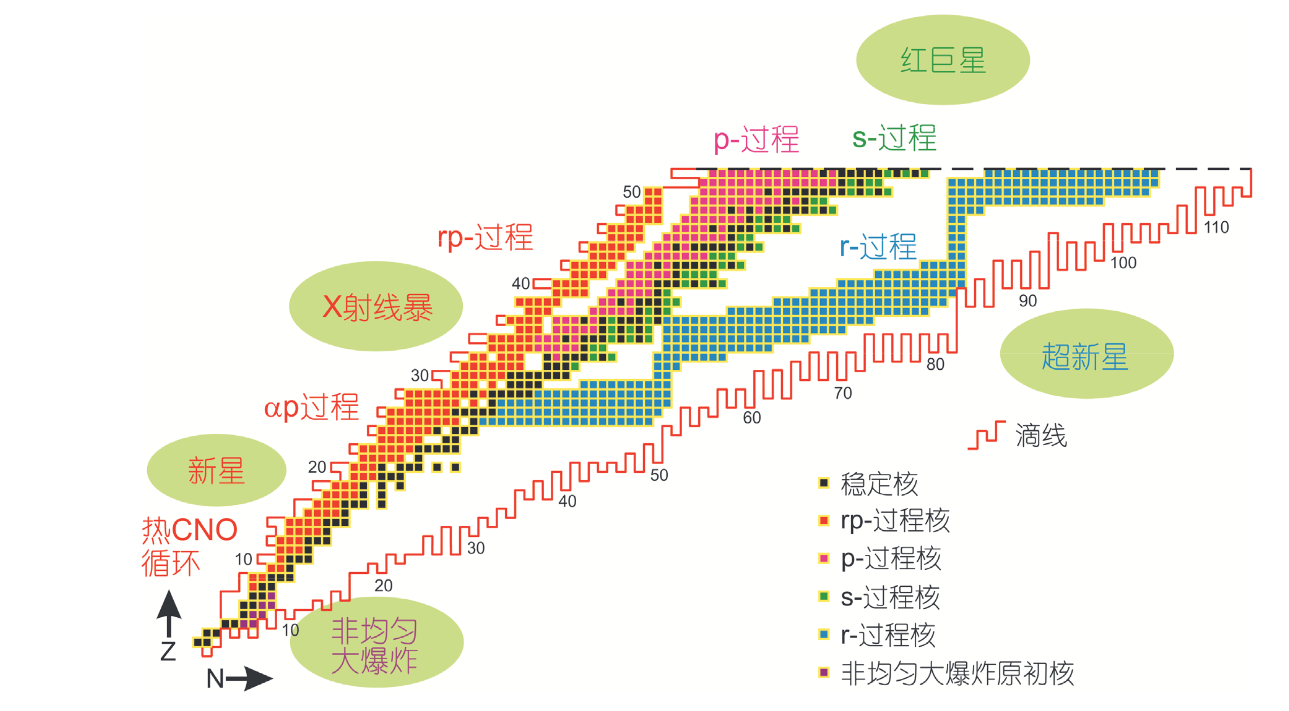 红巨星
p-过程
s-过程
50
rp-过程
r-过程
110
100
40
X射线暴
90
超新星
30
80
αp过程
70
60
滴线
新星
20
50
稳定核
40
热CNO
循环
rp-过程核
30
10
p-过程核
20
s-过程核
10
非均匀
大爆炸
r-过程核
Z
N
非均匀大爆炸原初核